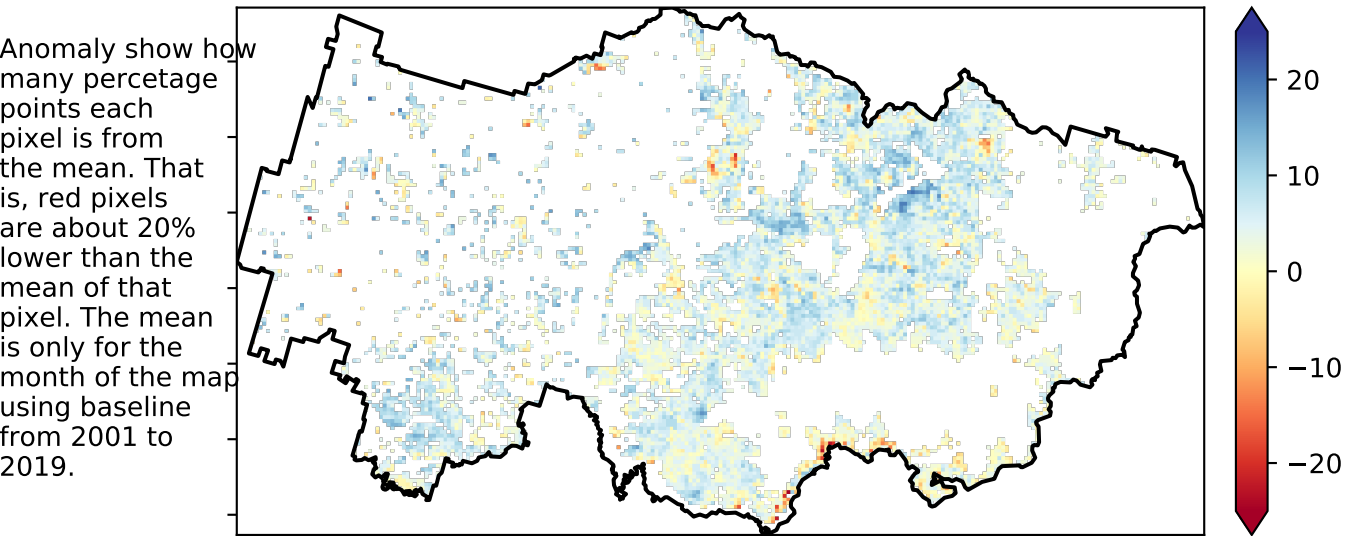 Anomaly show how
many percetage
points each
pixel is from
the mean. That
is, red pixels
are about 20%
lower than the
mean of that
pixel. The mean
is only for the
month of the map
using baseline
from 2001 to
2019.
20
10
0
−10
−20